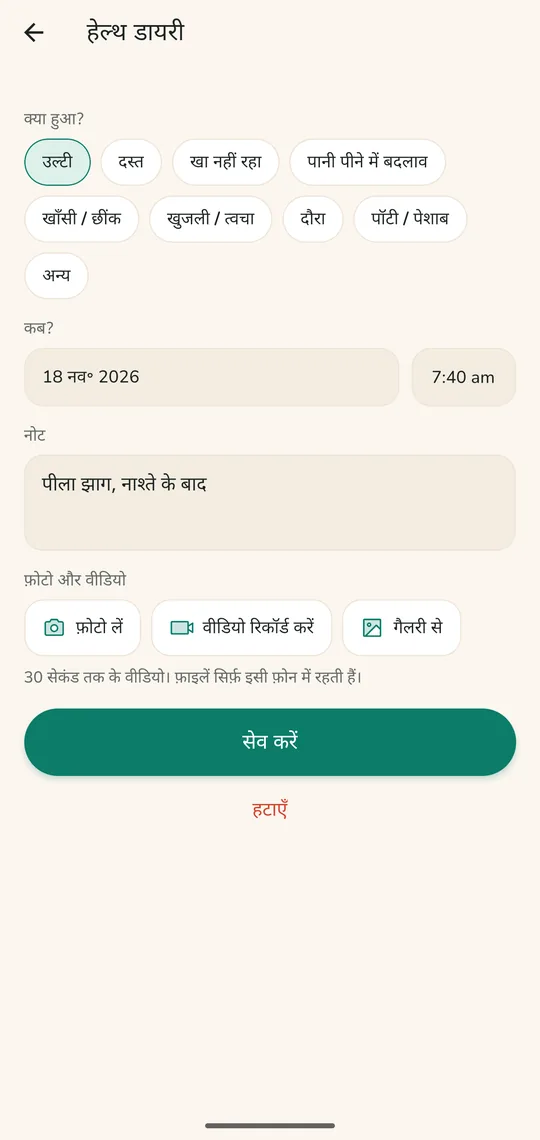 हेल्थ डायरी
क्या हुआ?
उल्टी दस्त खा नहीं रहा पानी पीने में बदलाव
खाँसी / छींक खुजली / त्वचा दौरा पॉटी / पेशाब
अन्य
कब?
18 नव॰ 2026 7:40 am
नोट
पीला झाग, नाश्ते के बाद
फ़ोटो और वीडियो
फ़ोटो लें वीडियो रिकॉर्ड करें गैलरी से
30 सेकंड तक के वीडियो। फ़ाइलें सिर्फ़ इसी फ़ोन में रहती हैं।
सेव करें
हटाएँ